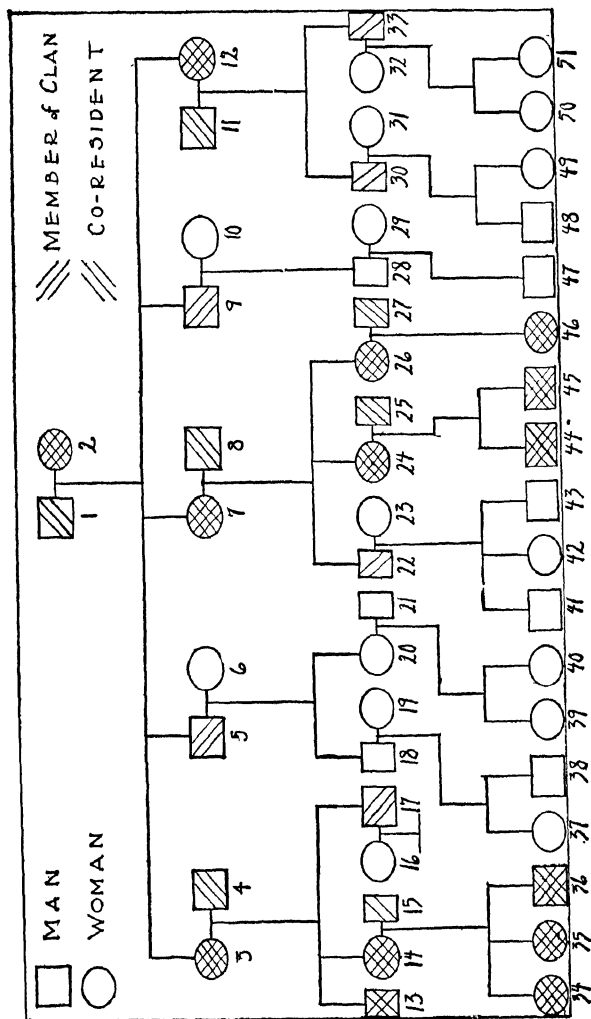 MAN
WOMAN
MEMBER of CLAN
CO-RESIDENT
1 2
3 4 5 6 7 8 9 10 11 12
13 14 15 16 17 18 19 20 21 22 23 24 25 26 27 28 29 30 31 32 33
34 35 36 37 38 39 40 41 42 43 44 45 46 47 48 49 50 51